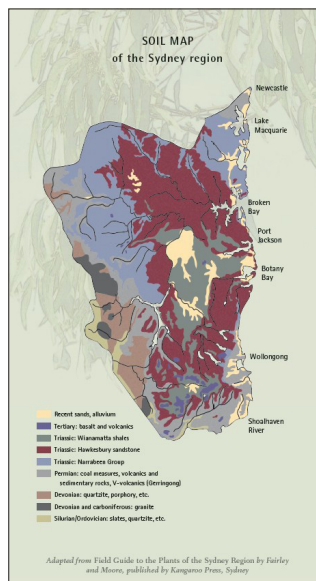 SOIL MAP
of the Sydney region
Newcastle
Lake
Macquarie
Broken
Bay
Port
Jackson
Botany
Bay
Wollongong
Shoalhaven
River
Recent sands, alluvium
Tertiary: basalt and volcanics
Triassic: Wianamatta shales
Triassic: Hawkesbury sandstone
Triassic: Narrabeen Group
Permian: coal measures, volcanics and
sedimentary rocks, V-volcanics (Gerringong)
Devonian: quartzite, porphory, etc.
Devonian and carboniferous: granite
Silurian/Ordovician: slates, quartzite, etc.
Adapted from Field Guide to the Plants of the Sydney Region by Fairley
and Moore, published by Kangaroo Press, Sydney